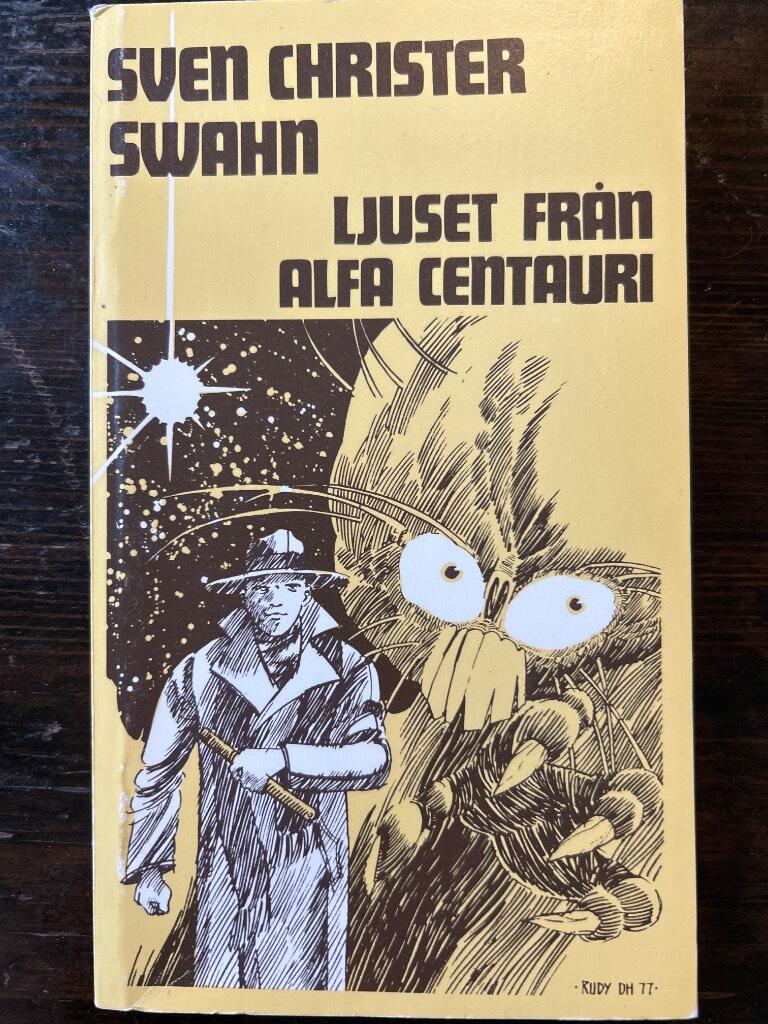 SVEN CHRISTER
SWAHN
LJUSET FRÅN
ALFA CENTAURI
·RUDY DH 77·